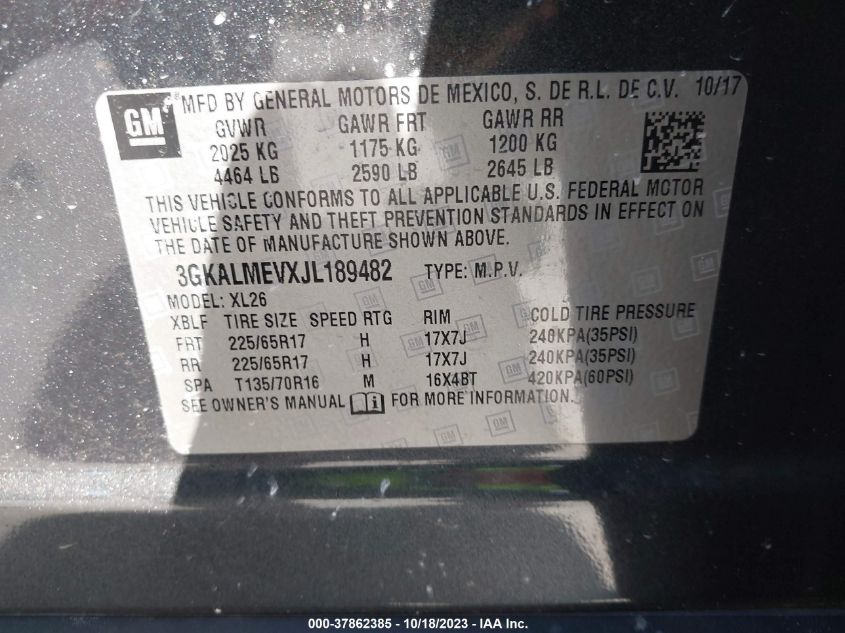 GM
MFD BY GENERAL MOTORS DE MEXICO, S. DE R.L. DE C.V. 10/17
GVWR GAWR FRT GAWR RR
2025 KG 1175 KG 1200 KG
4464 LB 2590 LB 2645 LB
THIS VEHICLE CONFORMS TO ALL APPLICABLE U.S. FEDERAL MOTOR
VEHICLE SAFETY AND THEFT PREVENTION STANDARDS IN EFFECT ON
THE DATE OF MANUFACTURE SHOWN ABOVE.
3GKALMEVXJL189482 TYPE: M.P.V.
MODEL: XL26
XBLF TIRE SIZE SPEED RTG RIM COLD TIRE PRESSURE
FRT 225/65R17 H 17X7J 240KPA(35PSI)
RR 225/65R17 H 17X7J 240KPA(35PSI)
SPA T135/70R16 M 16X4BT 420KPA(60PSI)
SEE OWNER'S MANUAL FOR MORE INFORMATION.
000-37862385 - 10/18/2023 - IAA Inc.